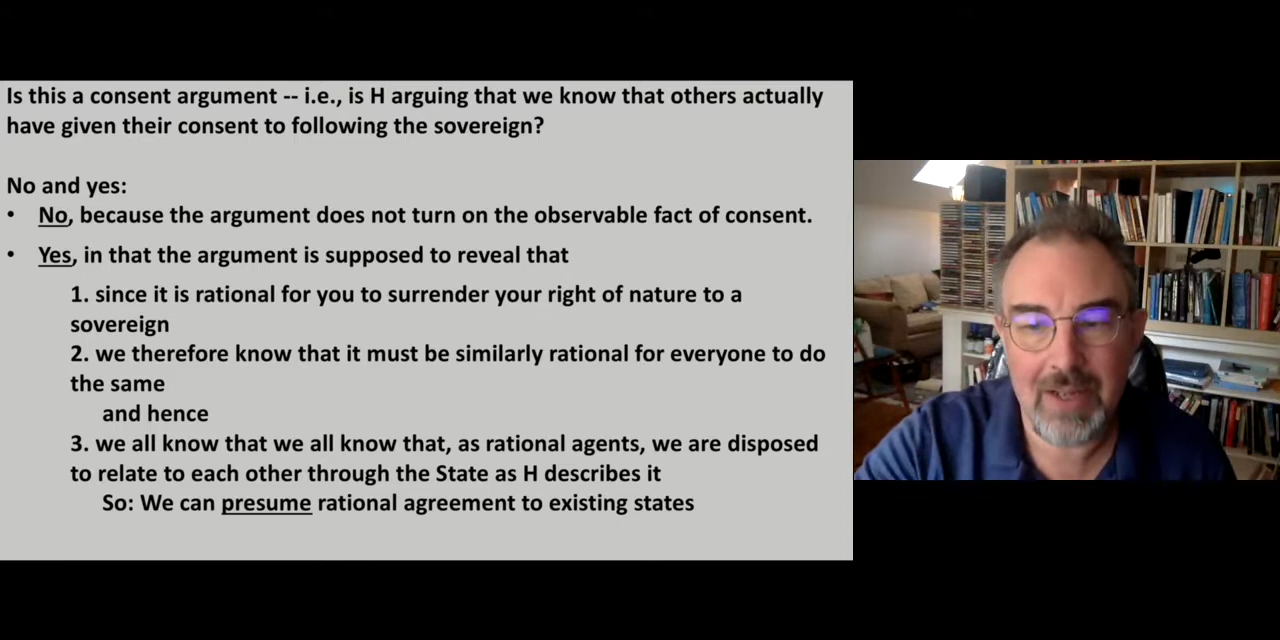 Is this a consent argument -- i.e., is H arguing that we know that others actually
have given their consent to following the sovereign?
No and yes:
• No, because the argument does not turn on the observable fact of consent.
• Yes, in that the argument is supposed to reveal that
1. since it is rational for you to surrender your right of nature to a
sovereign
2. we therefore know that it must be similarly rational for everyone to do
the same
and hence
3. we all know that we all know that, as rational agents, we are disposed
to relate to each other through the State as H describes it
So: We can presume rational agreement to existing states